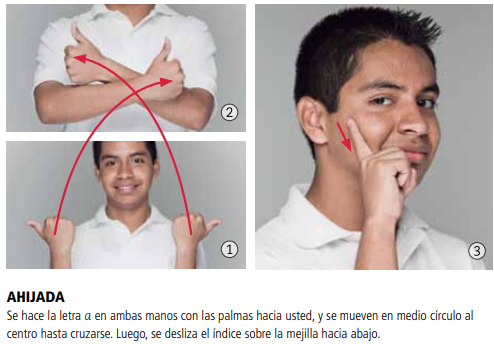 2
1
3
AHIJADA
Se hace la letra a en ambas manos con las palmas hacia usted, y se mueven en medio círculo al
centro hasta cruzarse. Luego, se desliza el índice sobre la mejilla hacia abajo.